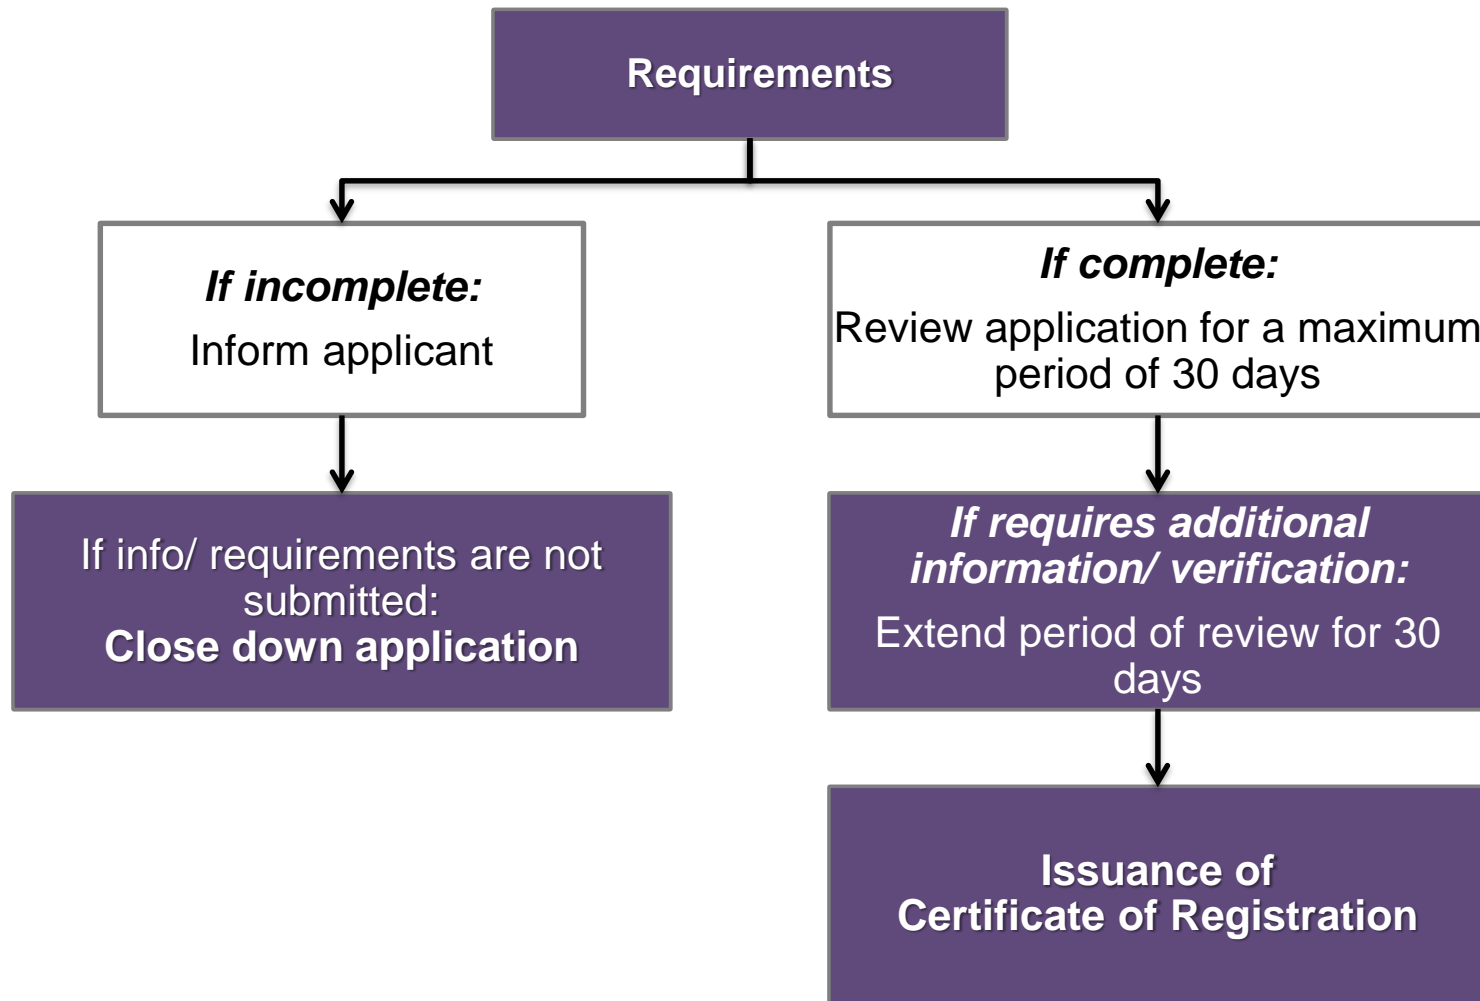 Requirements
If incomplete:
Inform applicant
If complete:
Review application for a maximum
period of 30 days
If info/ requirements are not
submitted:
Close down application
If requires additional
information/ verification:
Extend period of review for 30
days
Issuance of
Certificate of Registration